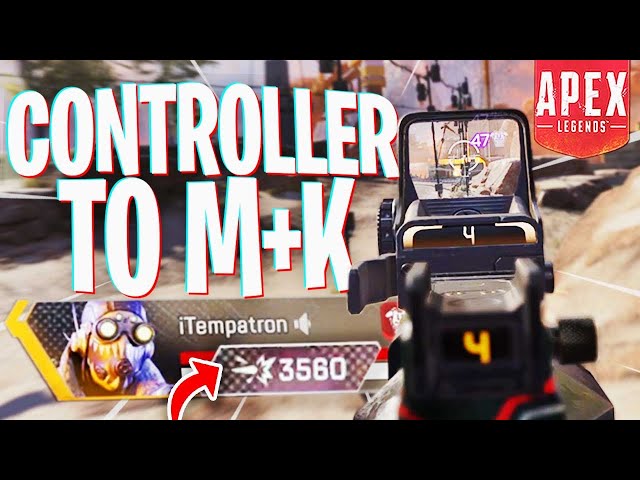 CONTROLLER
TO M+K
APEX
LEGENDS
47
4
4
iTempatron
3560